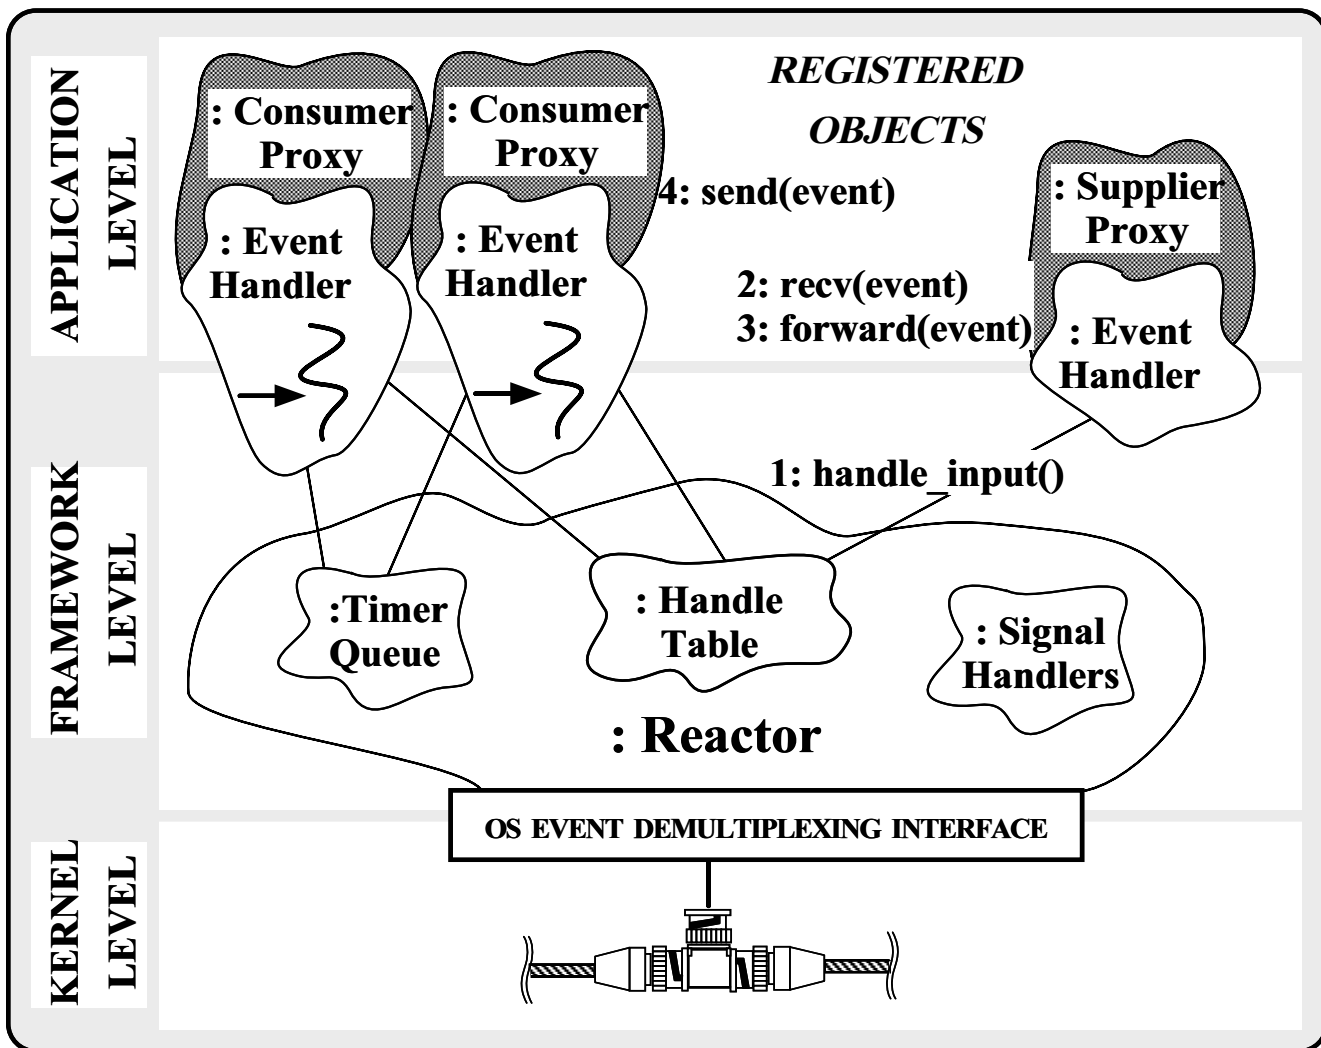 APPLICATION
LEVEL
REGISTERED
OBJECTS
: Consumer
Proxy
: Consumer
Proxy
: Event
Handler
: Event
Handler
4: send(event)
2: recv(event)
3: forward(event)
: Supplier
Proxy
: Event
Handler
FRAMEWORK
LEVEL
1: handle_input()
:Timer
Queue
: Handle
Table
: Signal
Handlers
: Reactor
OS EVENT DEMULTIPLEXING INTERFACE
KERNEL
LEVEL